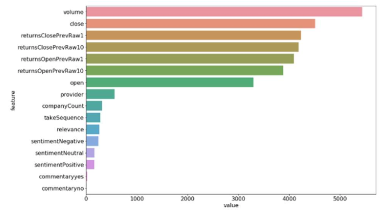 volume
close
returnsClosePrevRaw1
returnsClosePrevRaw10
returnsOpenPrevRaw1
returnsOpenPrevRaw10
open
provider
companyCount
takeSequence
relevance
sentimentNegative
sentimentNeutral
sentimentPositive
commentaryyes
commentaryno
feature
0 1000 2000 3000 4000 5000
value